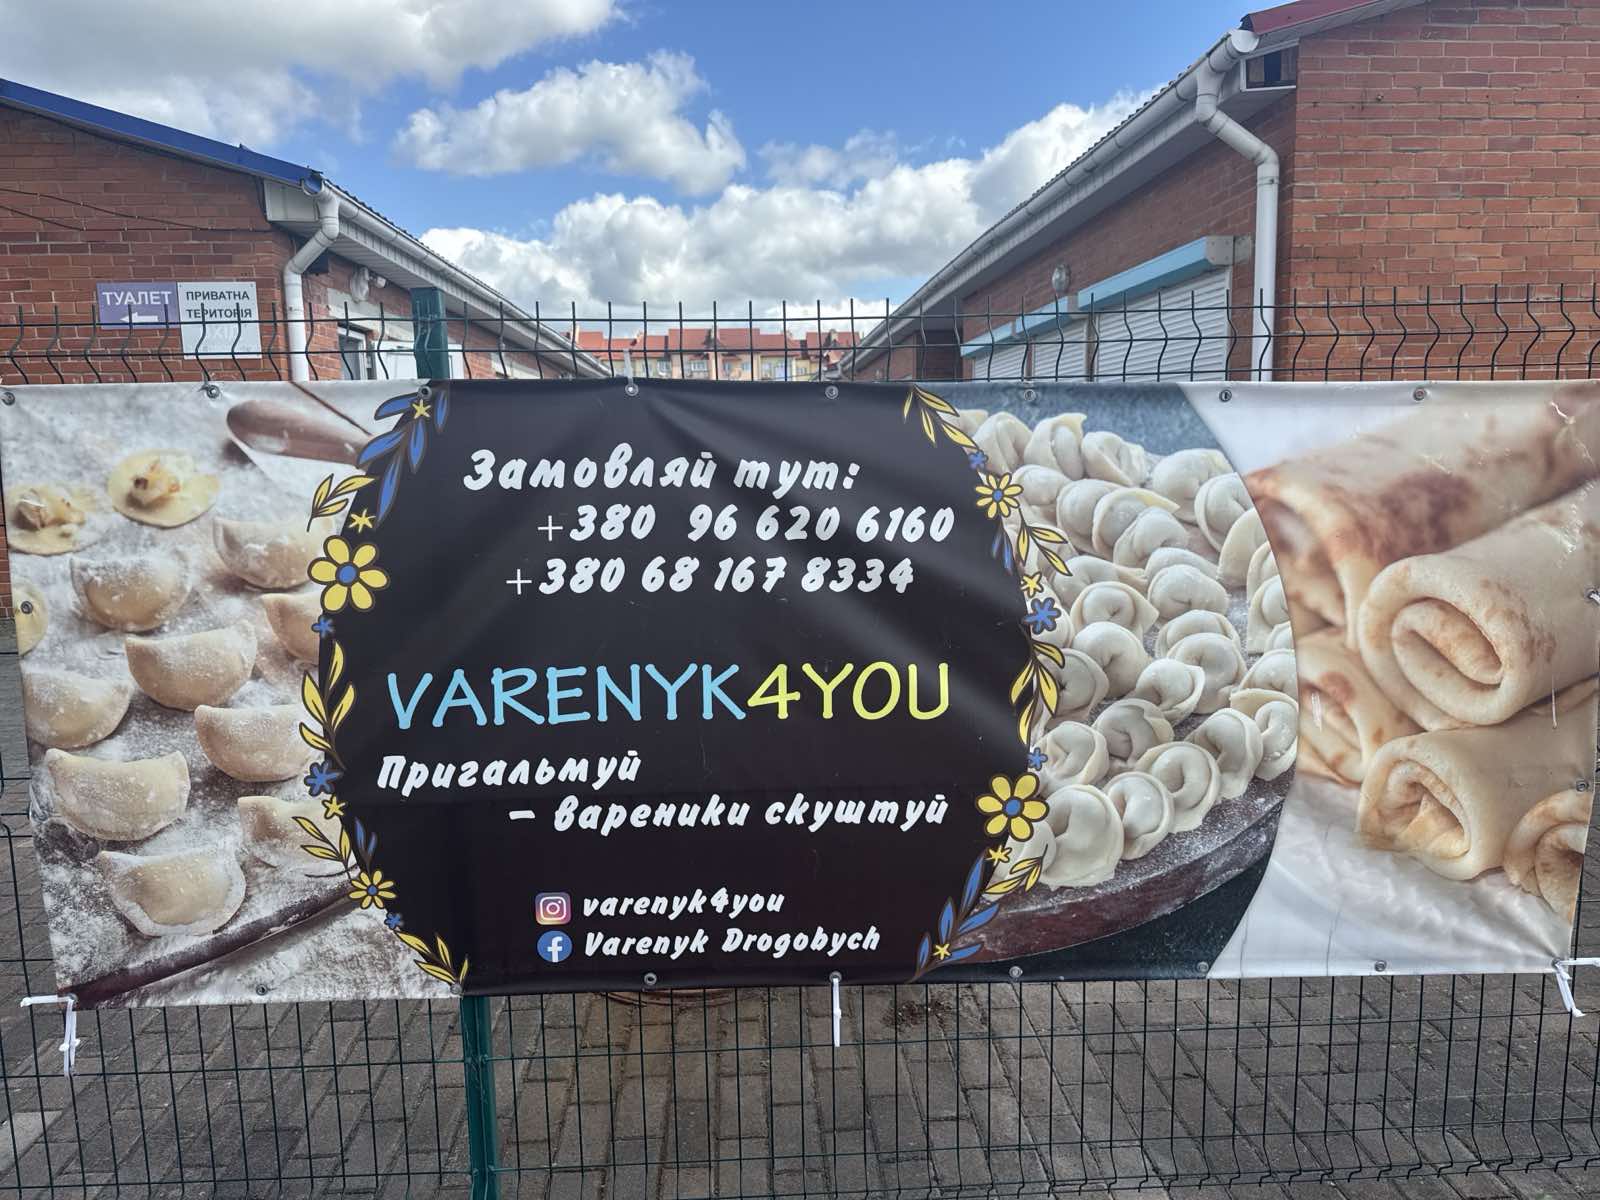 ТУАЛЕТ
ПРИВАТНА
ТЕРИТОРІЯ
Замовляй тут:
+380 96 620 6160
+380 68 167 8334
VARENYK4YOU
Пригальмуй
– вареники скуштуй
varenyk4you
Varenyk Drogobych